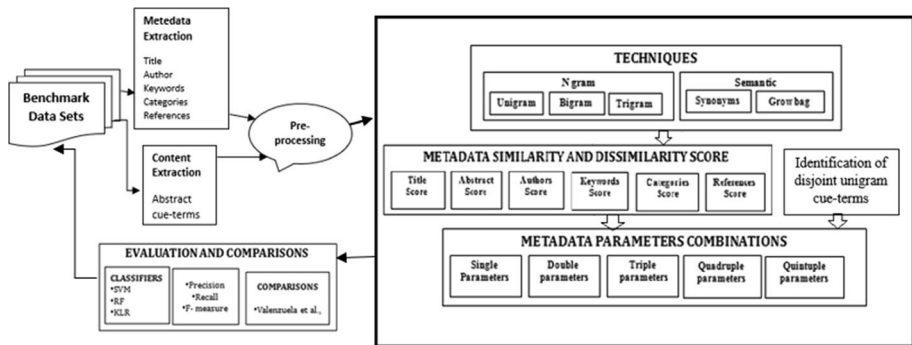 Metedata
Extraction
Title
Author
Keywords
Categories
References
Benchmark
Data Sets
Content
Extraction
Abstract
cue-terms
Pre-
processing
TECHNIQUES
N gram
Unigram
Bigram
Trigram
Semantic
Synonyms
Growbag
METADATA SIMILARITY AND DISSIMILARITY SCORE
Title
Score
Abstract
Score
Authors
Score
Keywords
Score
Categories
Score
References
Score
Identification of
disjoint unigram
cue-terms
METADATA PARAMETERS COMBINATIONS
Single
Parameters
Double
parameters
Triple
parameters
Quadruple
parameters
Quintuple
parameters
EVALUATION AND COMPARISONS
CLASSIFIERS
•SVM
•RF
•KLR
•Precision
•Recall
•F- measure
COMPARISONS
•Valenzuela et al.,